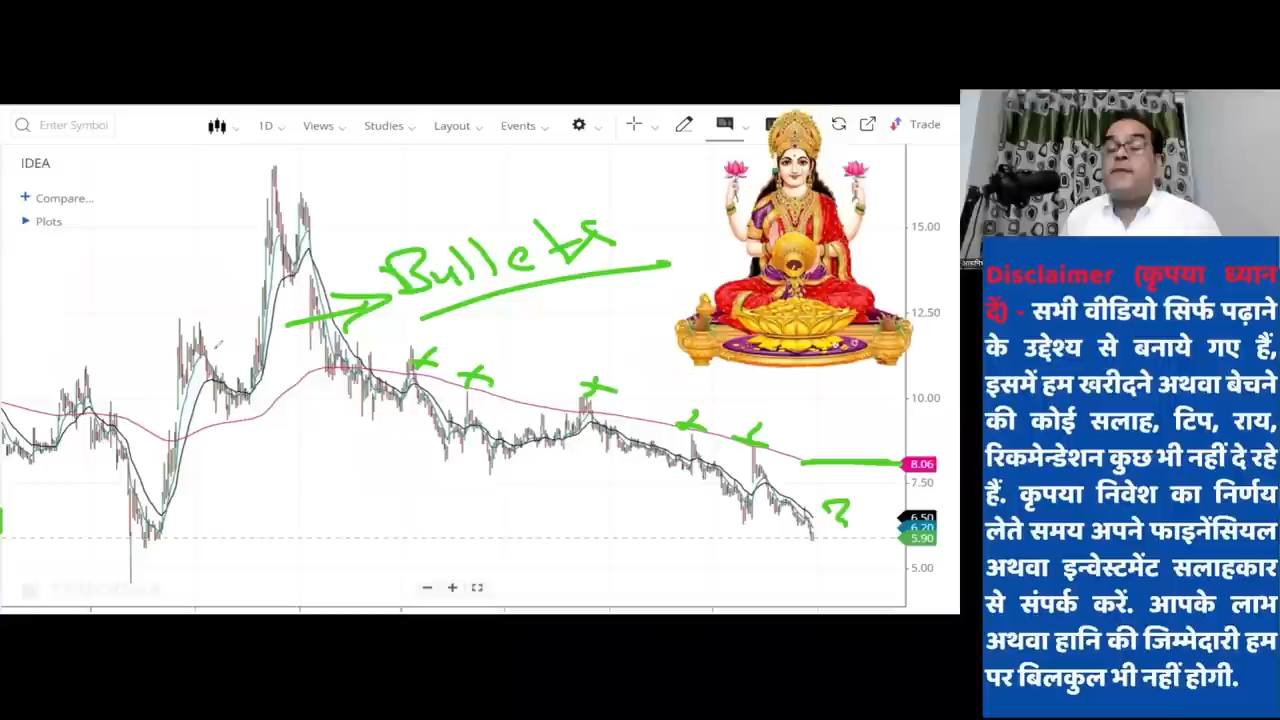 Enter Symbol
1D
Views
Studies
Layout
Events
Trade
IDEA
Compare...
Plots
Bullets
15.00
12.50
10.00
8.06
7.50
6.50
6.20
5.90
5.00
?
Disclaimer (कृपया ध्यान
दें) - सभी वीडियो सिर्फ पढ़ाने
के उद्देश्य से बनाये गए हैं,
इसमें हम खरीदने अथवा बेचने
की कोई सलाह, टिप, राय,
रिकमेन्डेशन कुछ भी नहीं दे रहे
हैं. कृपया निवेश का निर्णय
लेते समय अपने फाइनेंसियल
अथवा इन्वेस्टमेंट सलाहकार
से संपर्क करें. आपके लाभ
अथवा हानि की जिम्मेदारी हम
पर बिलकुल भी नहीं होगी.